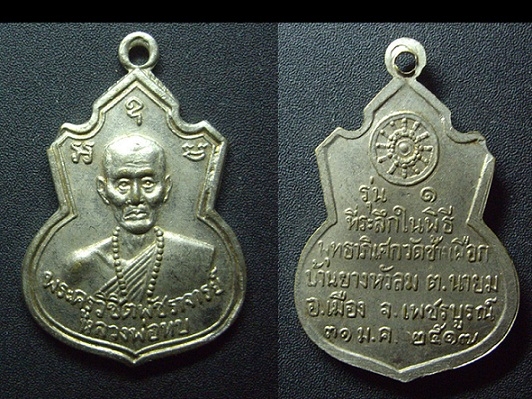 พระครูวิชิตพัชราจารย์
หลวงพ่อทบ
รุ่น ๑
ที่ระลึกในพิธี
พุทธาภิเศกวัดช้างเผือก
บ้านยางหวัลม ต.นายม
อ.เมือง จ.เพชรบูรณ์
๓๑ ม.ค. ๒๕๑๗